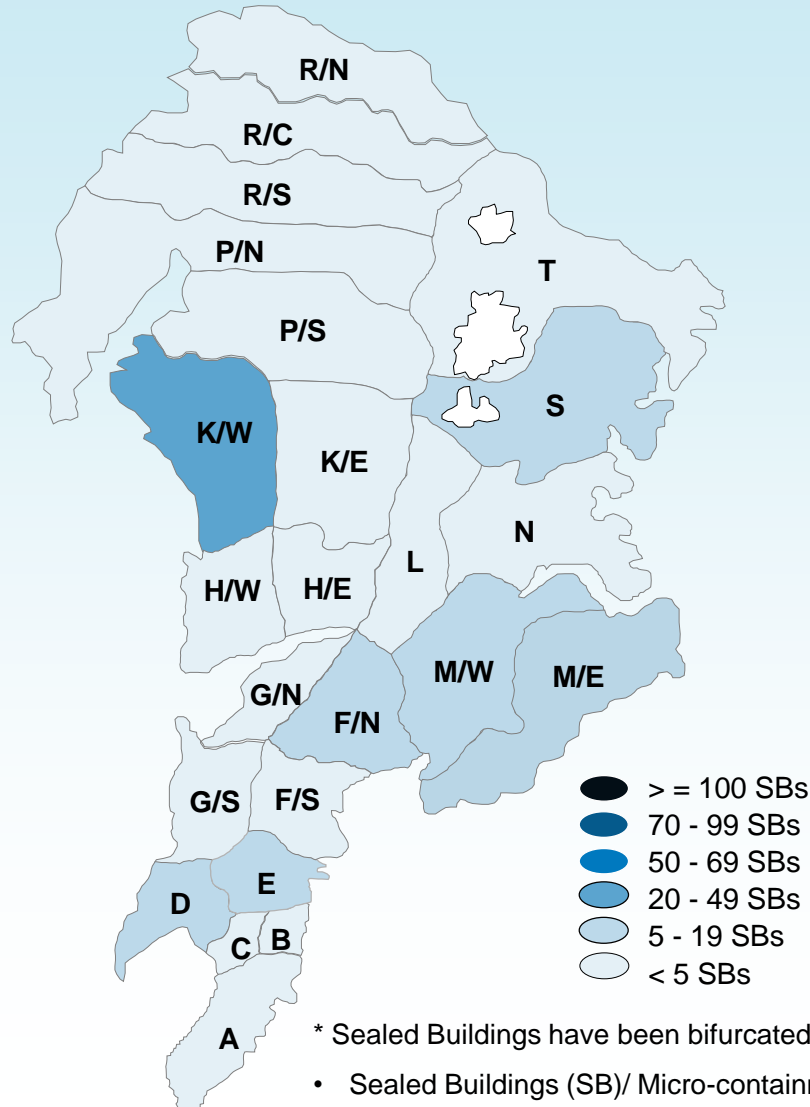 R/N
R/C
R/S
P/N
T
P/S
S
K/W
K/E
N
L
H/W
H/E
M/W
M/E
G/N
F/N
G/S
F/S
E
D
B
C
A
> = 100 SBs
70 - 99 SBs
50 - 69 SBs
20 - 49 SBs
5 - 19 SBs
< 5 SBs
* Sealed Buildings have been bifurcated
• Sealed Buildings (SB)/ Micro-contain